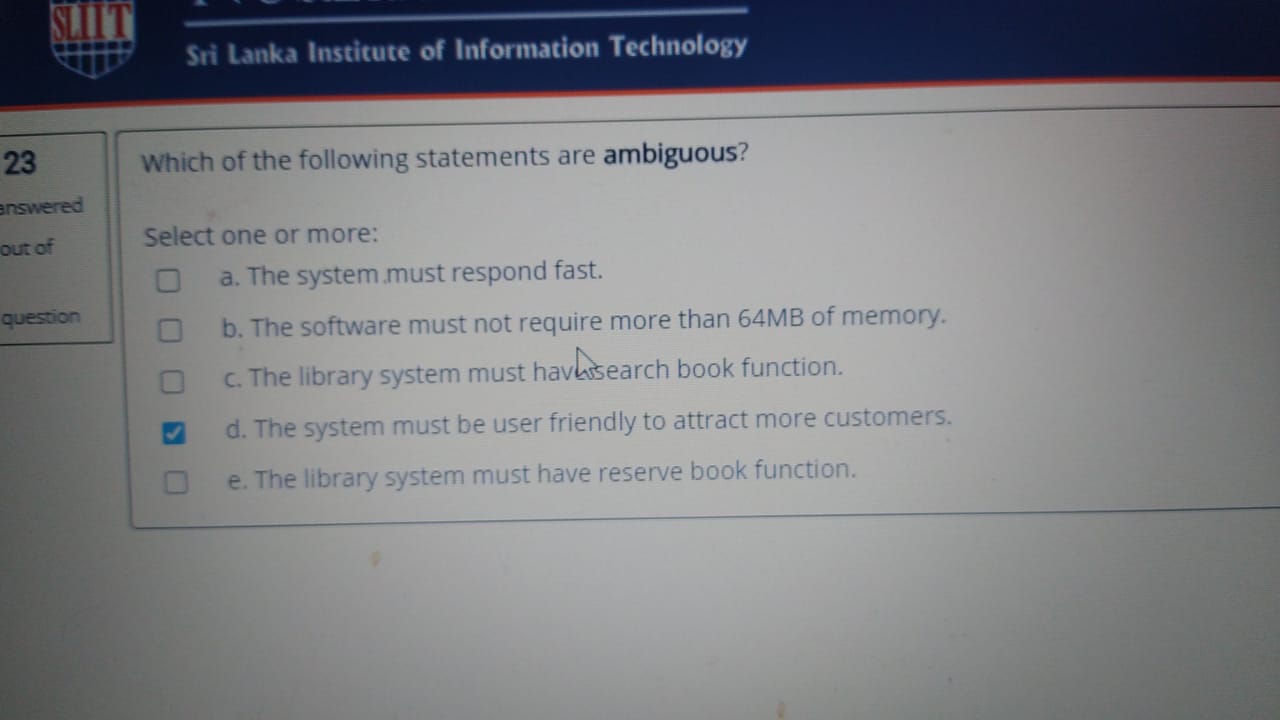 SLIIT
Sri Lanka Institute of Information Technology
23
answered
out of
question
Which of the following statements are ambiguous?
Select one or more:
a. The system must respond fast.
b. The software must not require more than 64MB of memory.
c. The library system must have search book function.
d. The system must be user friendly to attract more customers.
e. The library system must have reserve book function.